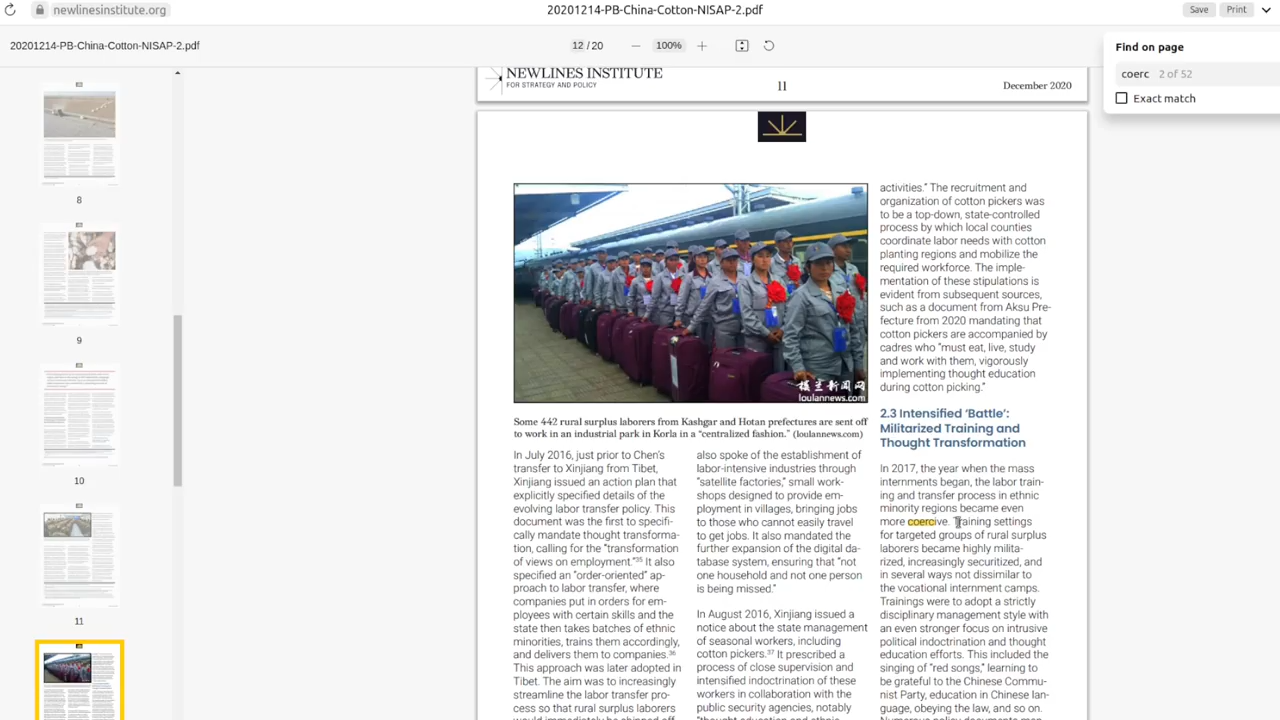 newlinesinstitute.org
20201214-PB-China-Cotton-NISAP-2.pdf
Save
Print
20201214-PB-China-Cotton-NISAP-2.pdf
12 / 20
100%
Find on page
coerc 2 of 52
Exact match
8
9
10
11
NEWLINES INSTITUTE
FOR STRATEGY AND POLICY
11
December 2020
loulannews.com
Some 442 rural surplus laborers from Kashgar and Hotan prefectures are sent off
to work in an industrial park in Korla in a “centralized fashion.” (loulannews.com)
In July 2016, just prior to Chen’s
transfer to Xinjiang from Tibet,
Xinjiang issued an action plan that
explicitly specified details of the
evolving labor transfer policy. This
document was the first to specifi-
cally mandate thought transforma-
tion, calling for the “transformation
of views on employment.”35 It also
specified an “order-oriented” ap-
proach to labor transfer, where
companies put in orders for em-
ployees with certain skills and the
state then takes batches of ethnic
minorities, trains them accordingly,
and delivers them to companies.36
This approach was later adopted in
Tibet. The aim was to increasingly
streamline the labor transfer pro-
cess so that rural surplus laborers
would immediately be shipped off
also spoke of the establishment of
labor-intensive industries through
“satellite factories,” small work-
shops designed to provide em-
ployment in villages, bringing jobs
to those who cannot easily travel
to get jobs. It also mandated the
further expansion of the digital da-
tabase system, ensuring that “not
one household and not one person
is being missed.”
In August 2016, Xinjiang issued a
notice about the state management
of seasonal workers, including
cotton pickers.37 It prescribed a
process of close supervision and
intensified indoctrination of these
workers in collaboration with the
public security agencies, notably
“thought education and ethnic
activities.” The recruitment and
organization of cotton pickers was
to be a top-down, state-controlled
process by which local counties
coordinate labor needs with cotton
planting regions and mobilize the
required workforce. The imple-
mentation of these stipulations is
evident from subsequent sources,
such as a document from Aksu Pre-
fecture from 2020 mandating that
cotton pickers are accompanied by
cadres who “must eat, live, study
and work with them, vigorously
implementing thought education
during cotton picking.”
2.3 Intensified ‘Battle’:
Militarized Training and
Thought Transformation
In 2017, the year when the mass
internments began, the labor train-
ing and transfer process in ethnic
minority regions became even
more coercive. Training settings
for targeted groups of rural surplus
laborers became highly milita-
rized, increasingly securitized, and
in several ways not dissimilar to
the vocational internment camps.
Trainings were to adopt a strictly
disciplinary management style with
an even stronger focus on intrusive
political indoctrination and thought
education efforts. This included the
singing of “red songs,” learning to
be grateful to the Chinese Commu-
nist Party, education in Chinese lan-
guage, obeying the law, and so on.